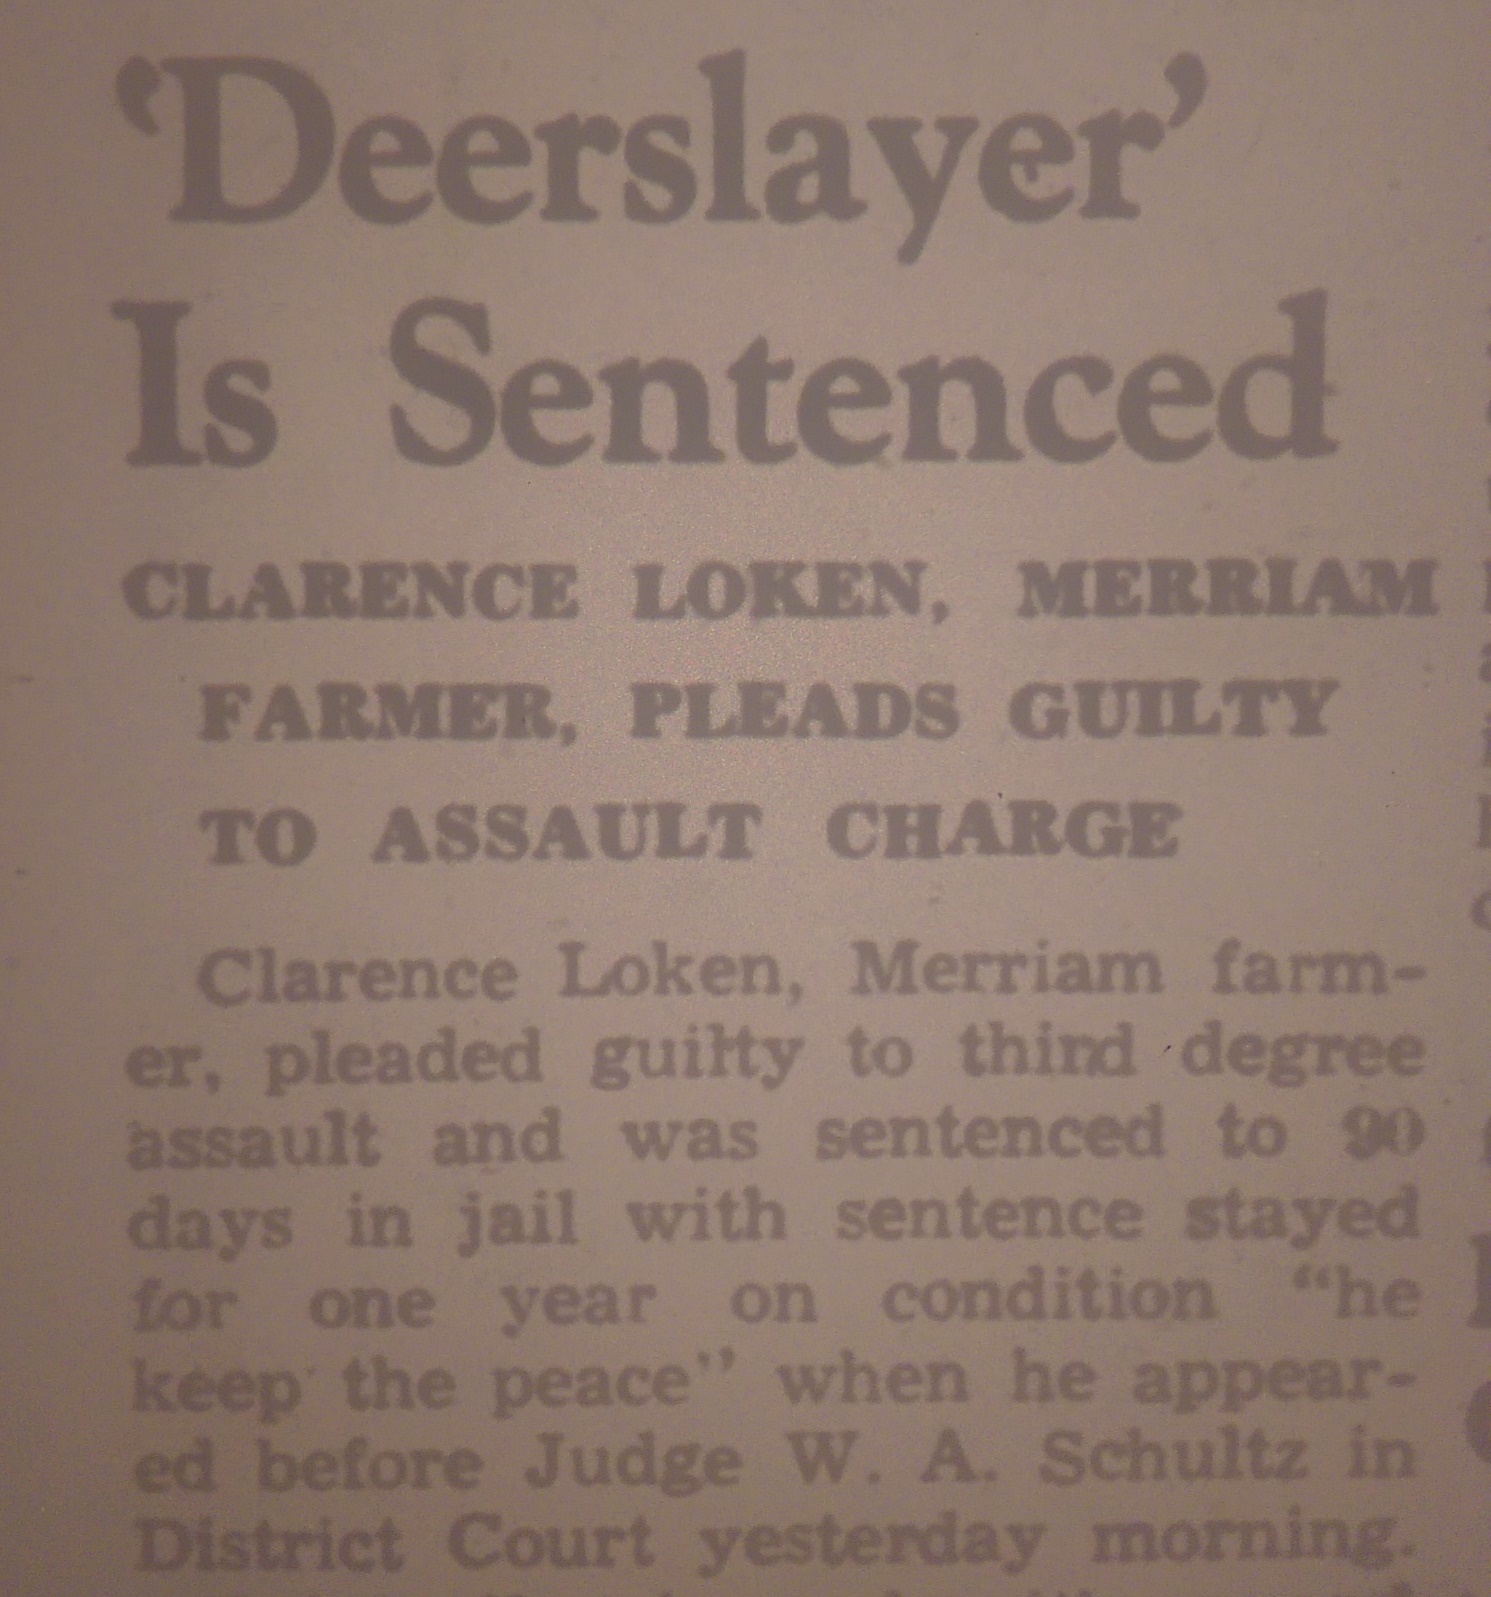 ‘Deerslayer’
Is Sentenced
CLARENCE LOKEN, MERRIAM
FARMER, PLEADS GUILTY
TO ASSAULT CHARGE
Clarence Loken, Merriam farm-
er, pleaded guilty to third degree
assault and was sentenced to 90
days in jail with sentence stayed
for one year on condition “he
keep the peace” when he appear-
ed before Judge W. A. Schultz in
District Court yesterday morning.